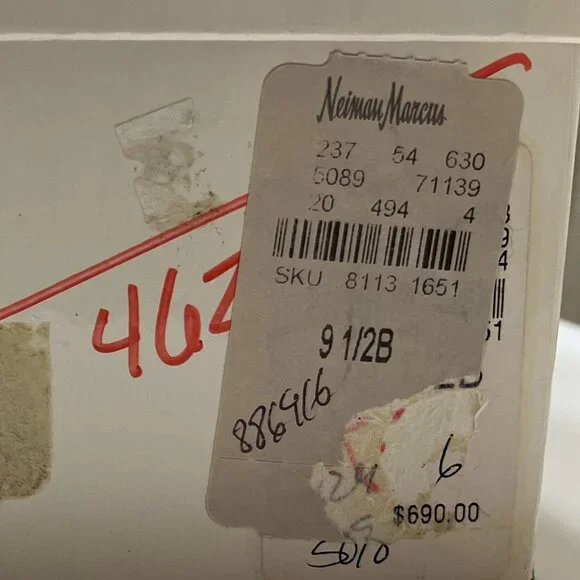 Neiman Marcus
237 54 630
5089 71139
20 494 4
SKU 8113 1651
9 1/2B
886916
6
$690.00
5010